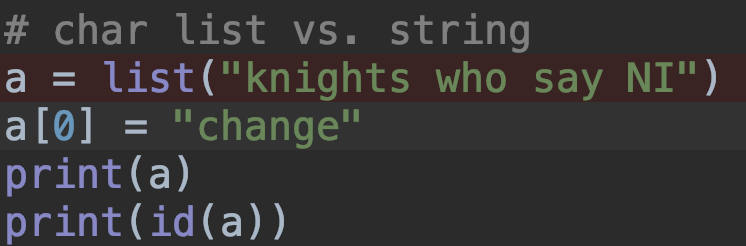 # char list vs. string
a = list("knights who say NI")
a[0] = "change"
print(a)
print(id(a))